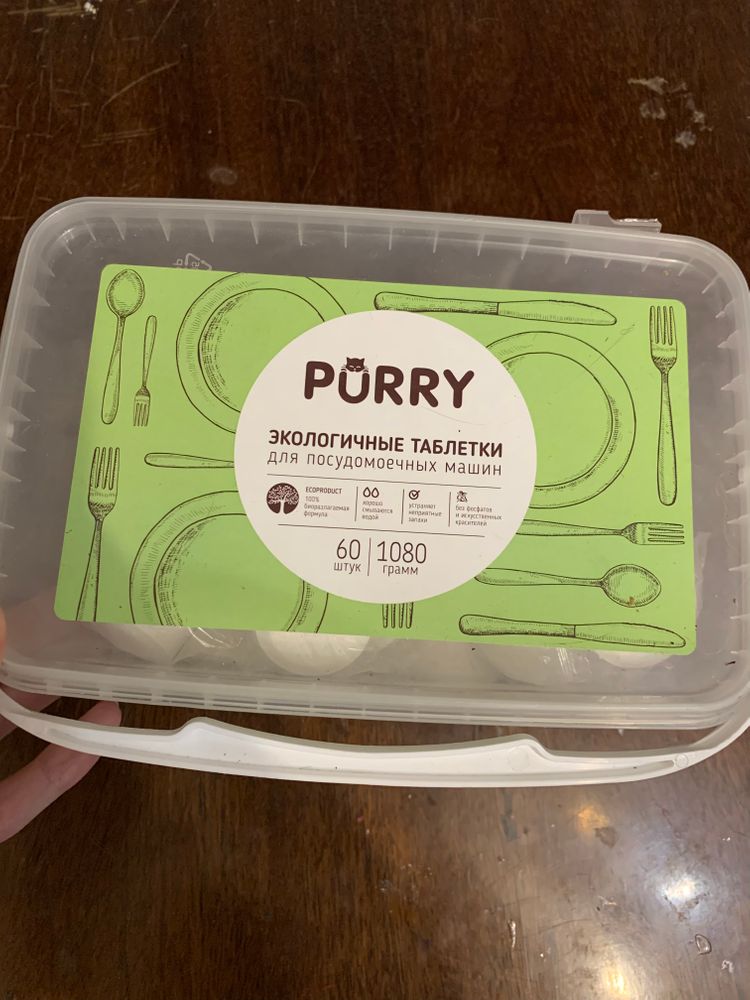 PURRY
ЭКОЛОГИЧНЫЕ ТАБЛЕТКИ
для посудомоечных машин
ECOPRODUCT
100%
биоразлагаемая
формула
хорошо
смываются
водой
устраняет
неприятные
запахи
без фосфатов
и искусственных
красителей
60
штук
1080
грамм